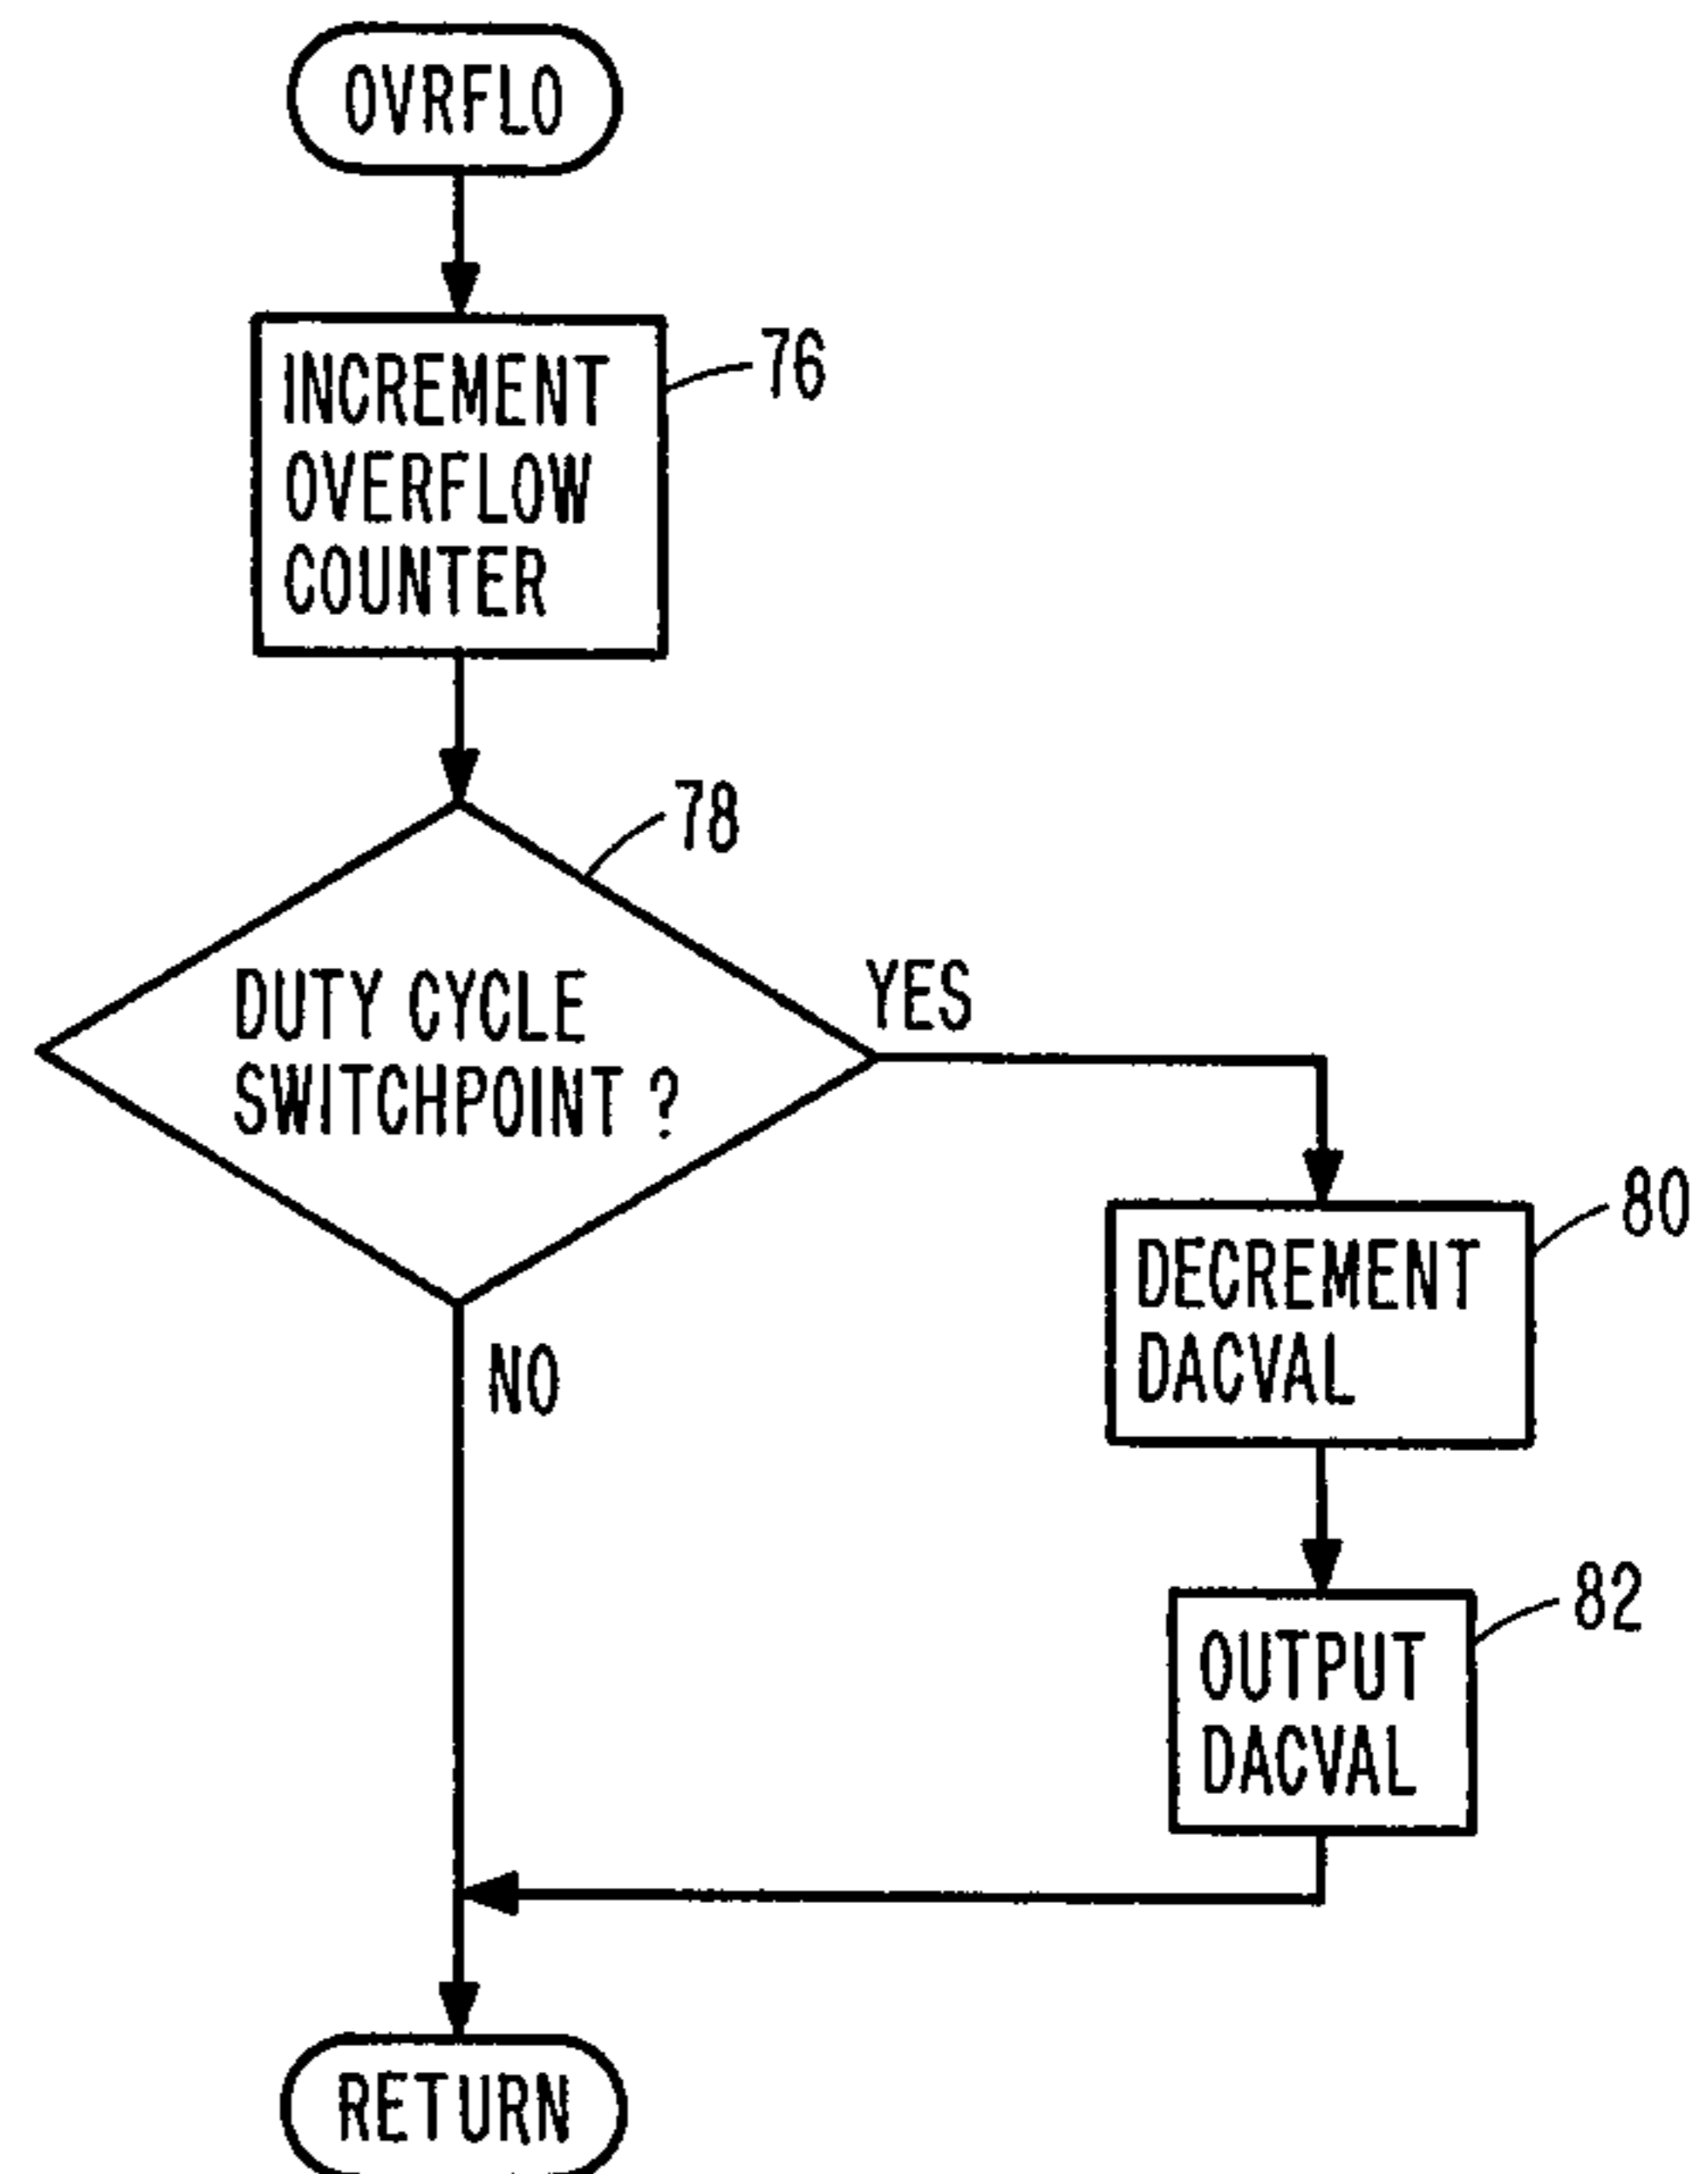 OVRFLO
INCREMENT
OVERFLOW
COUNTER
76
78
DUTY CYCLE
SWITCHPOINT ?
YES
NO
80
DECREMENT
DACVAL
82
OUTPUT
DACVAL
RETURN